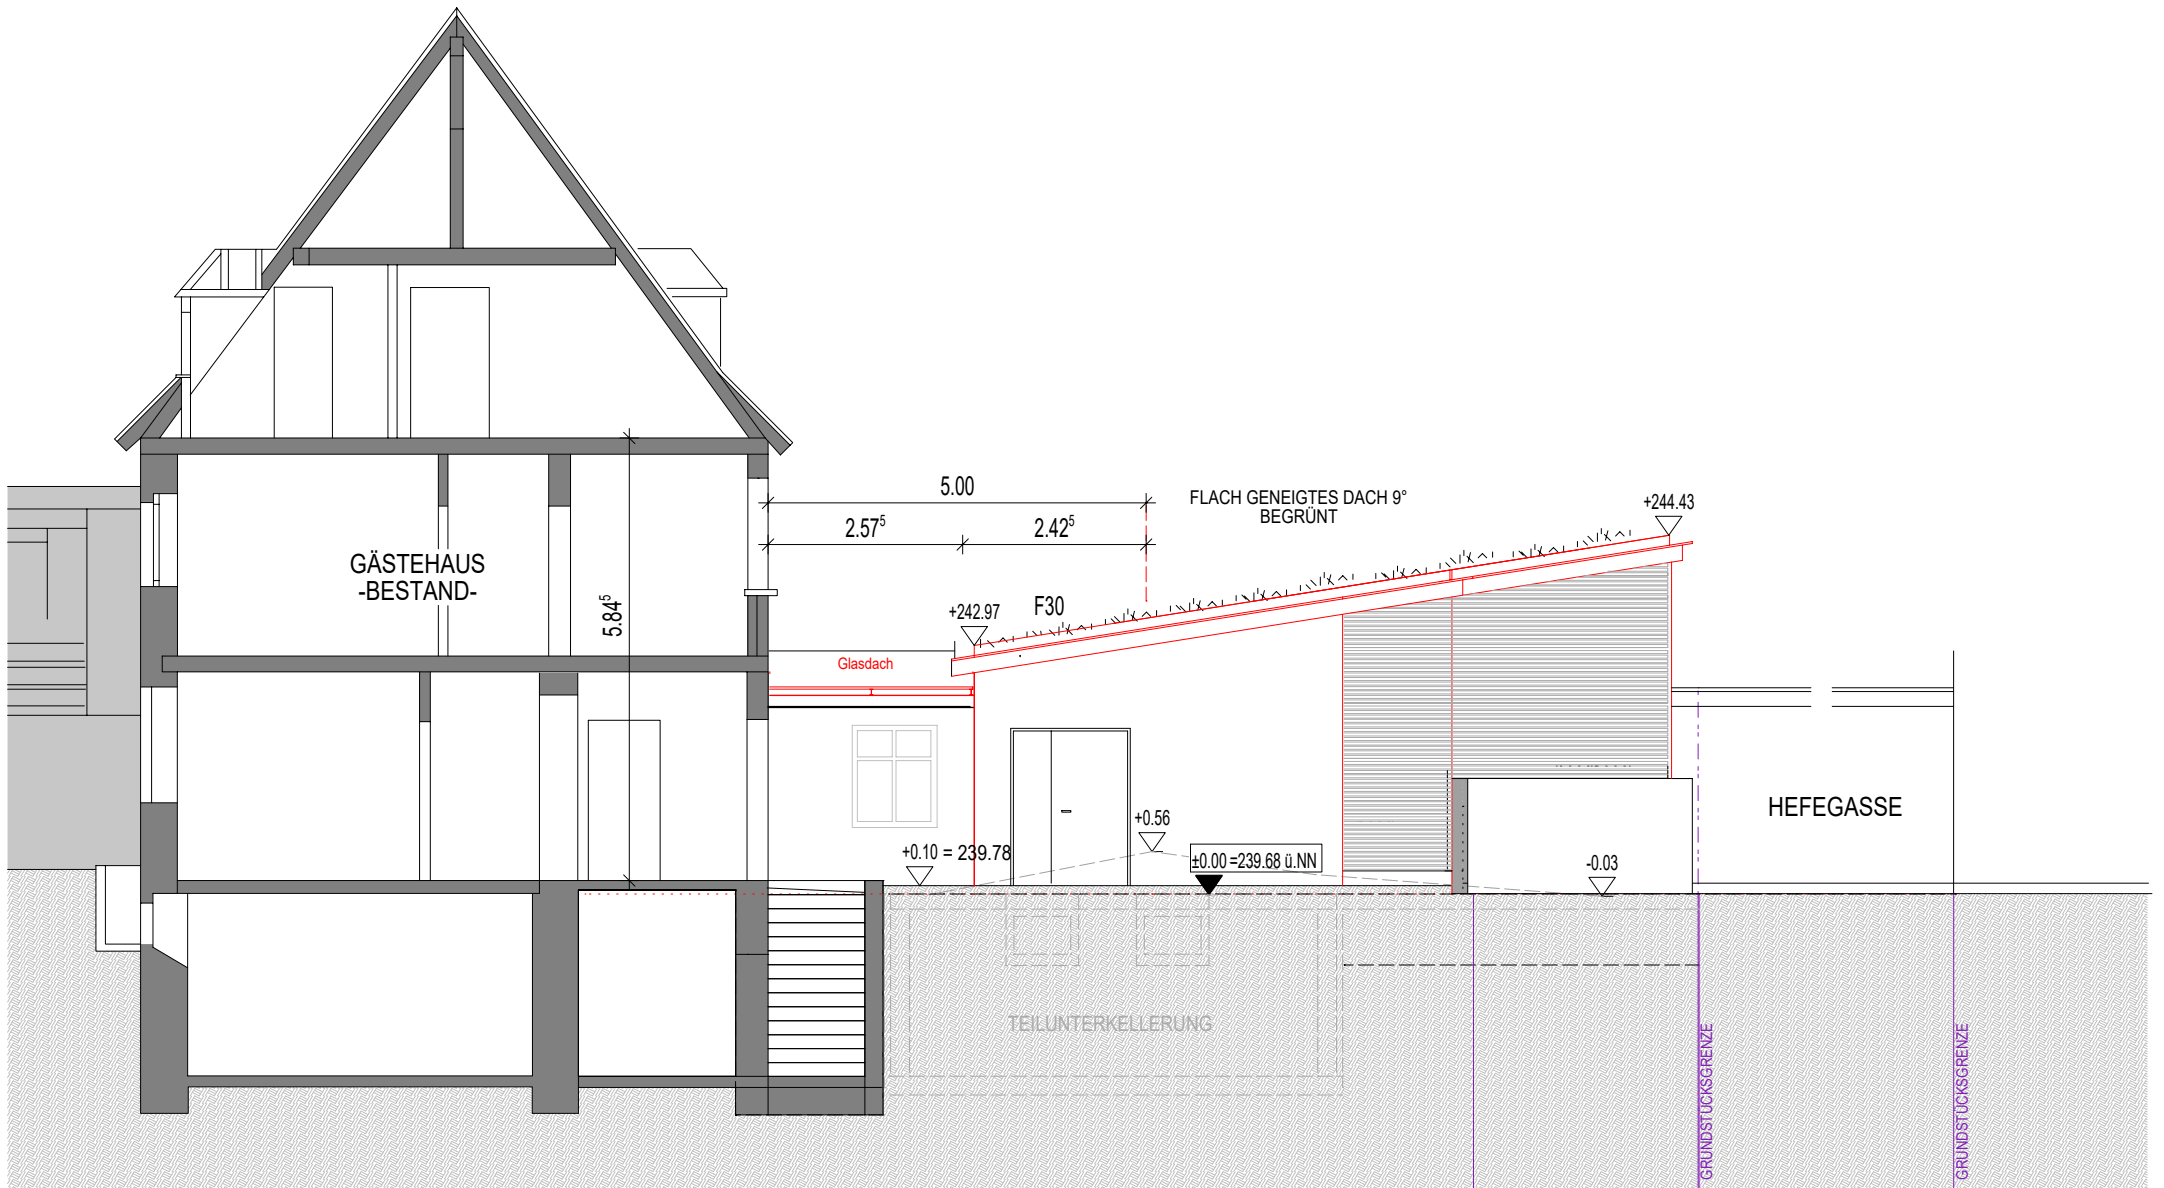 5.00
FLACH GENEIGTES DACH 9°
BEGRÜNT
+244.43
2.57⁵
2.42⁵
GÄSTEHAUS
-BESTAND-
5.84⁵
+242.97
F30
Glasdach
HEFEGASSE
+0.56
+0.10 = 239.78
±0.00 =239.68 ü.NN
-0.03
TEILUNTERKELLERUNG
GRUNDSTÜCKSGRENZE
GRUNDSTÜCKSGRENZE